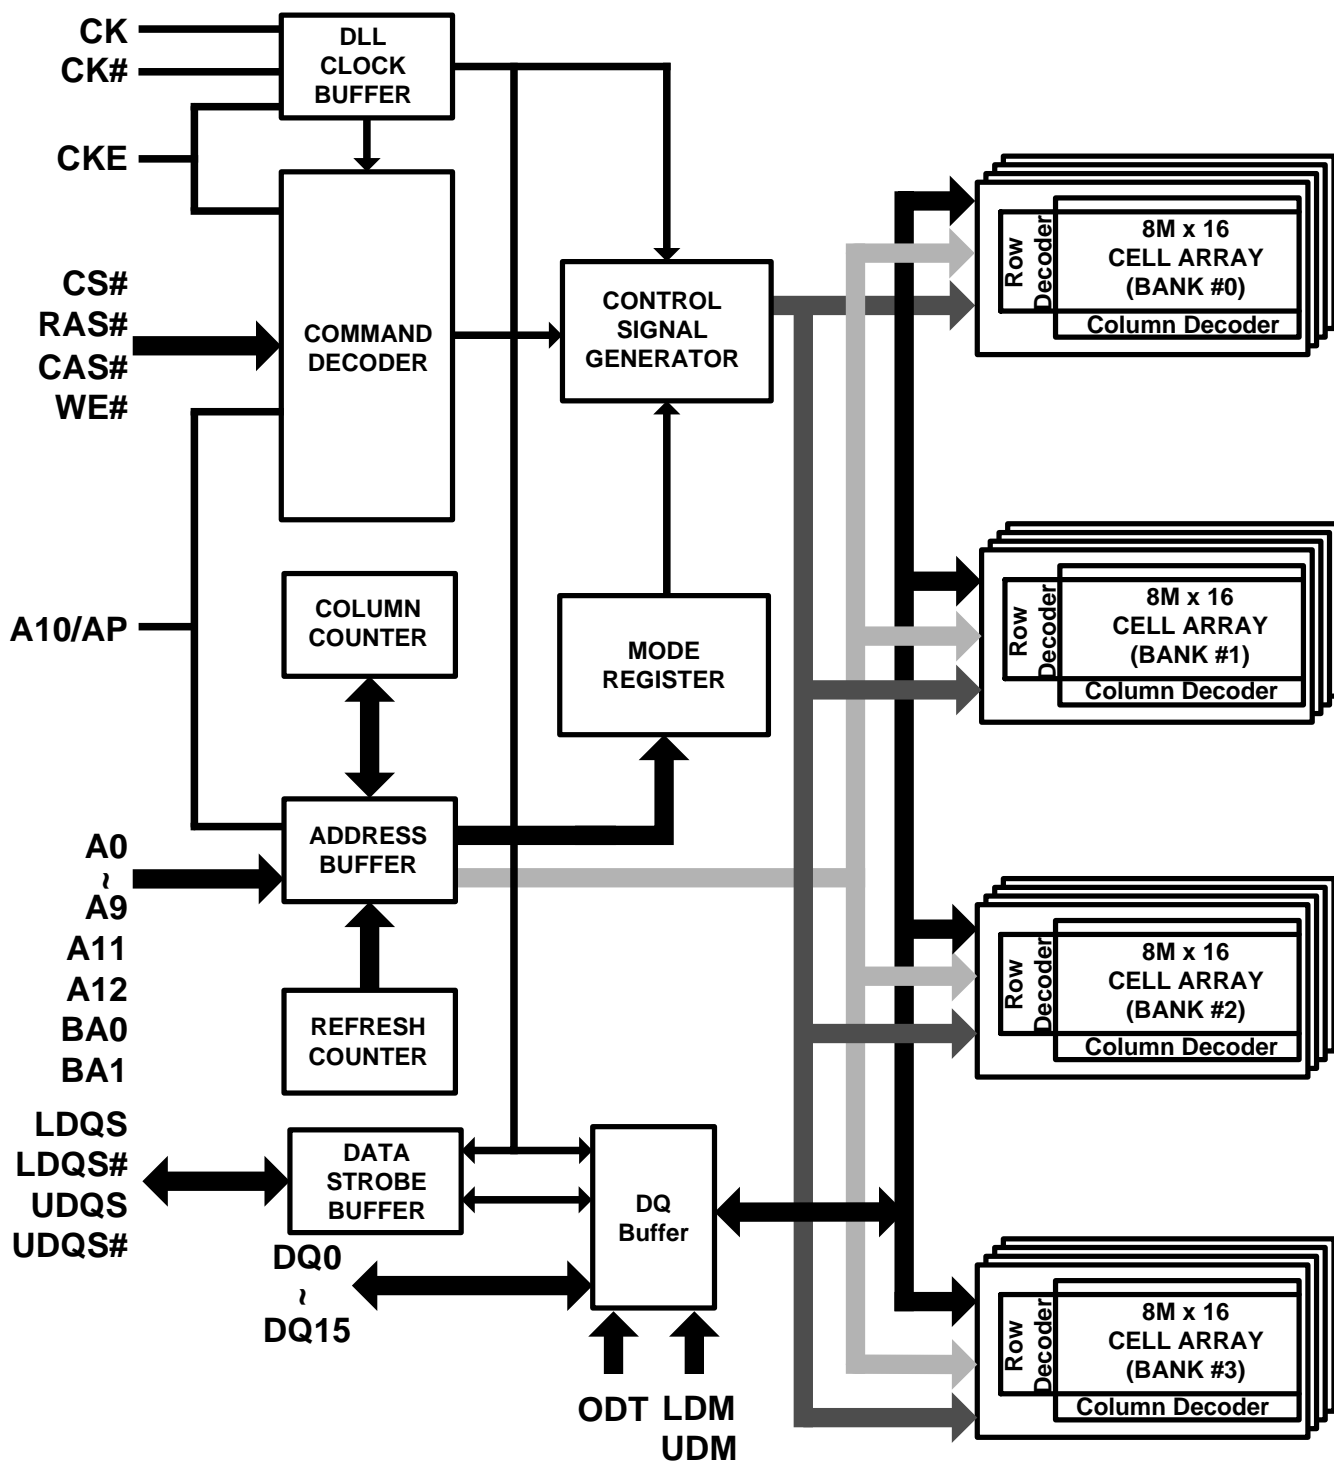 CK
CK#
CKE
CS#
RAS#
CAS#
WE#
A10/AP
A0
~
A9
A11
A12
BA0
BA1
LDQS
LDQS#
UDQS
UDQS#
DQ0
~
DQ15
ODT
LDM
UDM
DLL
CLOCK
BUFFER
COMMAND
DECODER
COLUMN
COUNTER
ADDRESS
BUFFER
REFRESH
COUNTER
DATA
STROBE
BUFFER
CONTROL
SIGNAL
GENERATOR
MODE
REGISTER
DQ
Buffer
Row
Decoder
8M x 16
CELL ARRAY
(BANK #0)
Column Decoder
Row
Decoder
8M x 16
CELL ARRAY
(BANK #1)
Column Decoder
Row
Decoder
8M x 16
CELL ARRAY
(BANK #2)
Column Decoder
Row
Decoder
8M x 16
CELL ARRAY
(BANK #3)
Column Decoder